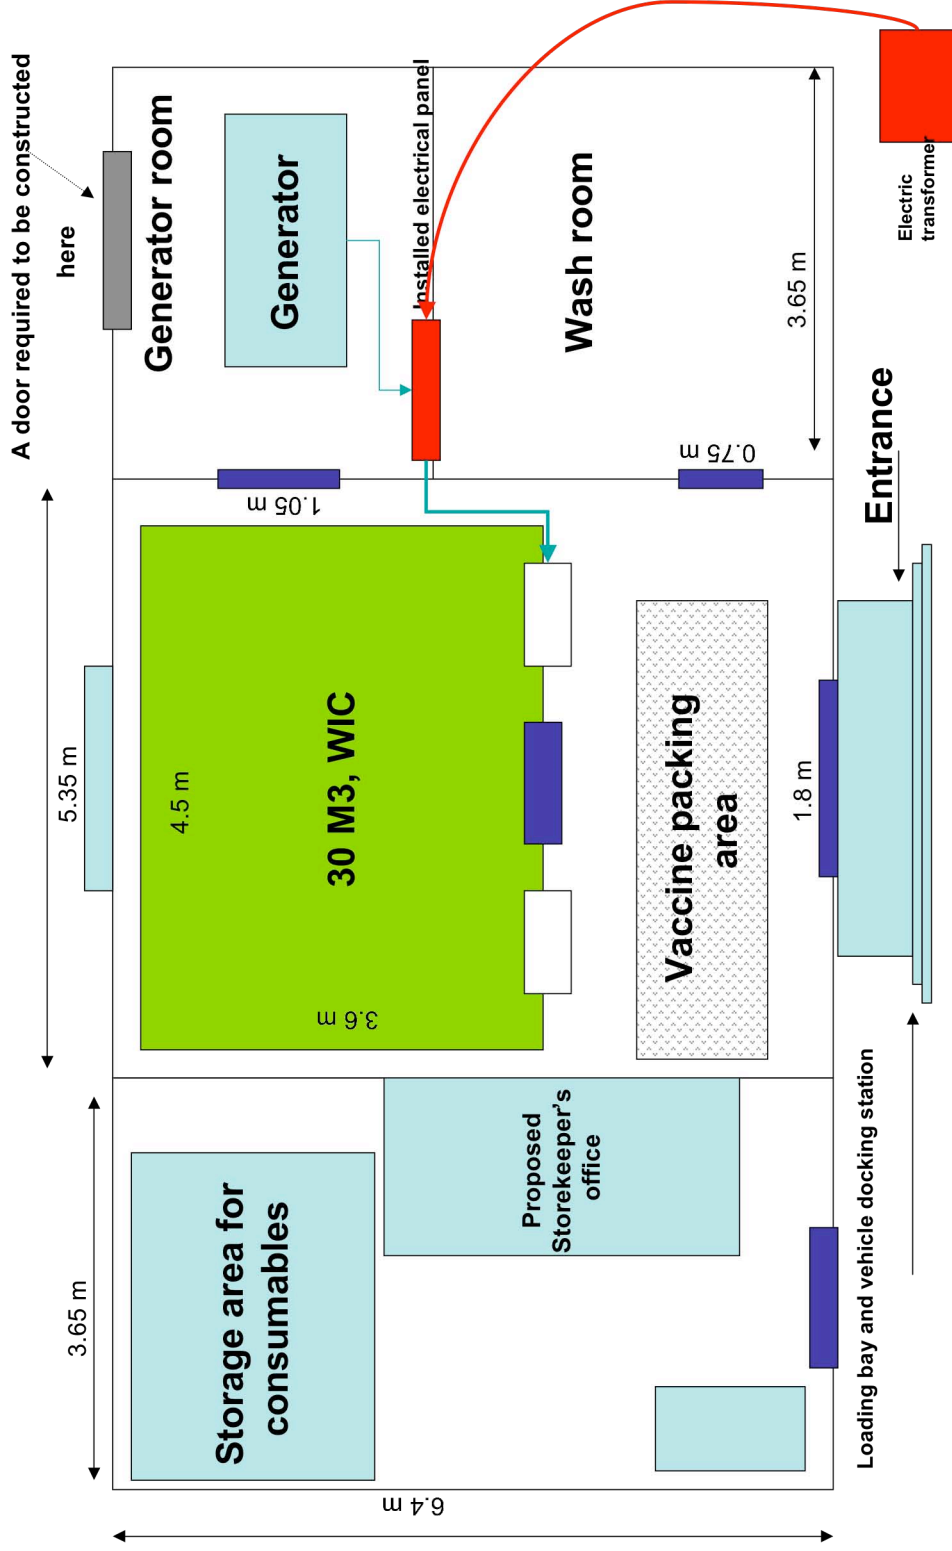 A door required to be constructed
here
Generator room
Generator
Installed electrical panel
Wash room
3.65 m
Electric
transformer
1.05 m
0.75 m
Entrance
5.35 m
4.5 m
30 M3, WIC
3.6 m
Vaccine packing
area
1.8 m
3.65 m
Storage area for
consumables
Proposed
Storekeeper's
office
Loading bay and vehicle docking station
6.4 m